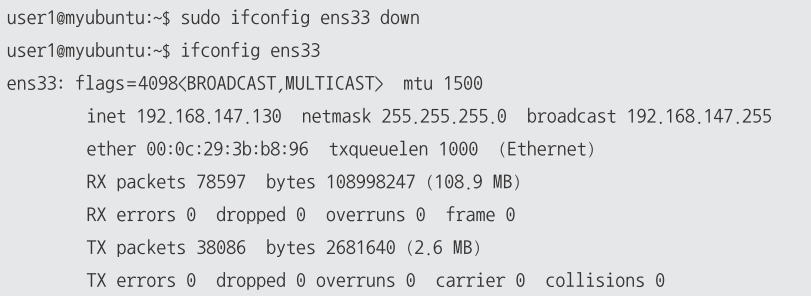 user1@myubuntu:~$ sudo ifconfig ens33 down
user1@myubuntu:~$ ifconfig ens33
ens33: flags=4098<BROADCAST,MULTICAST>  mtu 1500
        inet 192.168.147.130  netmask 255.255.255.0  broadcast 192.168.147.255
        ether 00:0c:29:3b:b8:96  txqueuelen 1000  (Ethernet)
        RX packets 78597  bytes 108998247 (108.9 MB)
        RX errors 0  dropped 0  overruns 0  frame 0
        TX packets 38086  bytes 2681640 (2.6 MB)
        TX errors 0  dropped 0 overruns 0  carrier 0  collisions 0